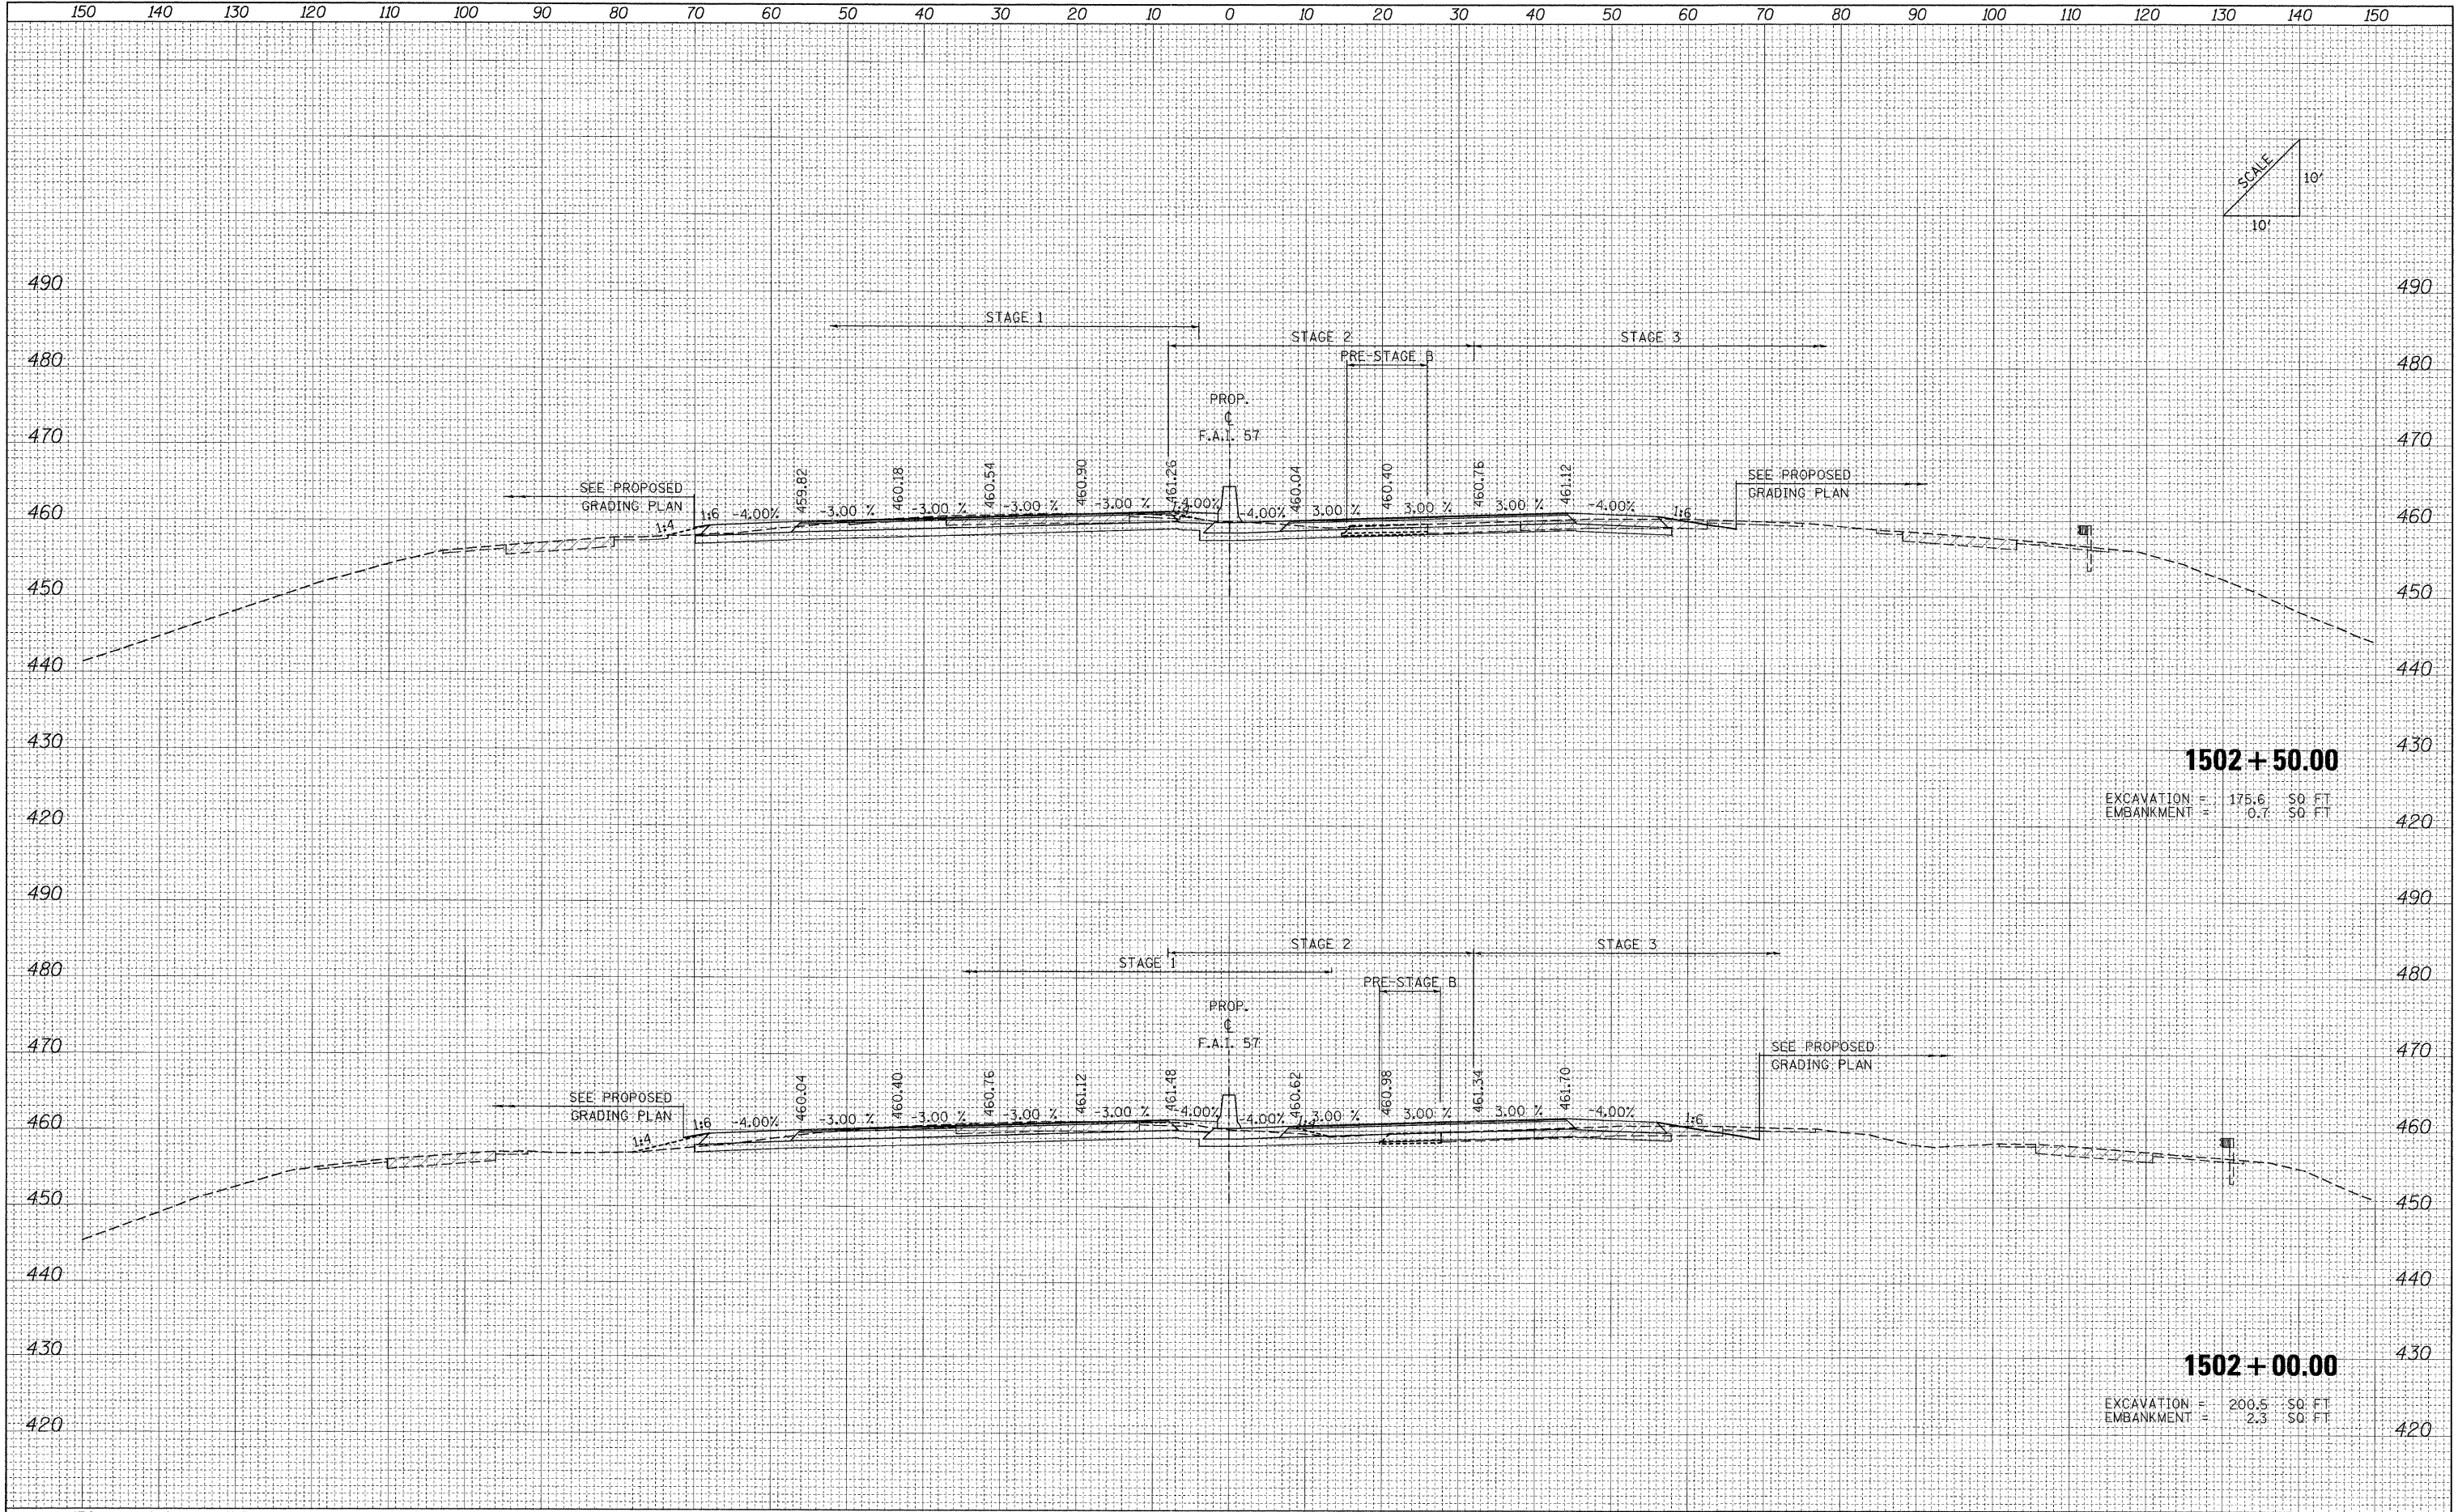 150 140 130 120 110 100 90 80 70 60 50 40 30 20 10 0 10 20 30 40 50 60 70 80 90 100 110 120 130 140 150
SCALE
10'
10'
490 490
STAGE 1
STAGE 2 STAGE 3
480 PRE-STAGE B 480
PROP.
℄
470 F.A.I. 57 470
459.82 460.18 460.54 460.90 461.26 460.04 460.40 460.76 461.12
SEE PROPOSED
GRADING PLAN
SEE PROPOSED
GRADING PLAN
460 1:4 1:6 -4.00% -3.00 % -3.00 % -3.00 % -3.00 % -4.00% -4.00% 3.00 % 3.00 % 3.00 % -4.00% 1:6 460
450 450
440 440
430 430
1502+50.00
EXCAVATION = 175.6 SQ FT
EMBANKMENT = 0.7 SQ FT
420 420
490 490
STAGE 2 STAGE 3
480 STAGE 1 480
PRE-STAGE B
PROP.
℄
F.A.I. 57
470 SEE PROPOSED 470
GRADING PLAN
460.04 460.40 460.76 461.12 461.48 460.62 460.98 461.34 461.70
SEE PROPOSED
GRADING PLAN
460 1:4 1:6 -4.00% -3.00 % -3.00 % -3.00 % -3.00 % -4.00% -4.00% 3.00 % 3.00 % 3.00 % -4.00% 1:6 460
450 450
440 440
430 430
1502+00.00
EXCAVATION = 200.5 SQ FT
EMBANKMENT = 2.3 SQ FT
420 420